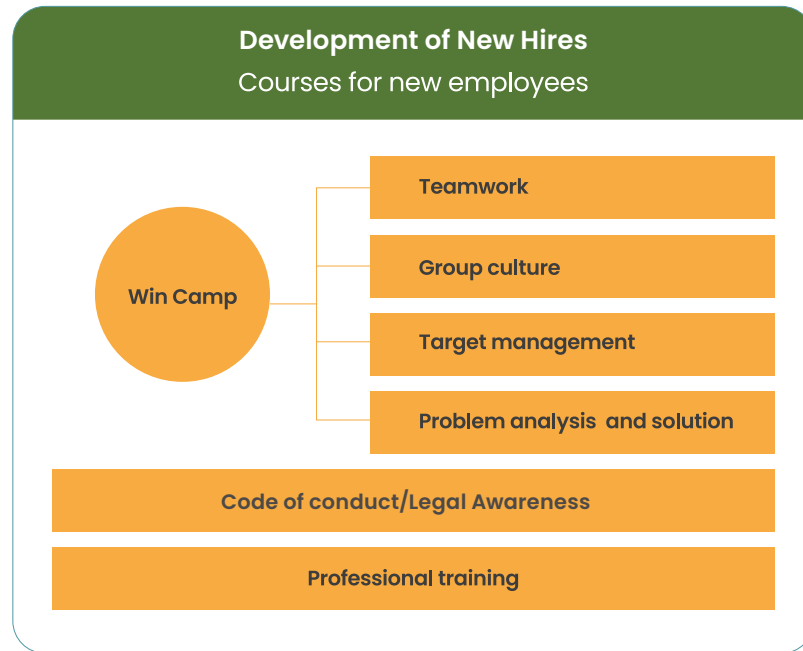 Development of New Hires
Courses for new employees
Win Camp
Teamwork
Group culture
Target management
Problem analysis and solution
Code of conduct/Legal Awareness
Professional training